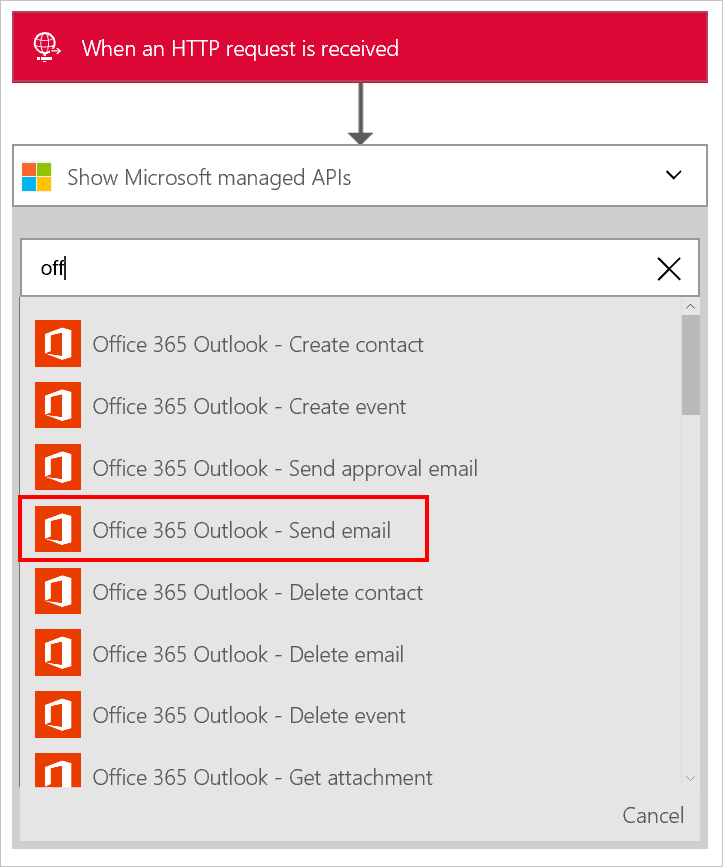 When an HTTP request is received
Show Microsoft managed APIs
off
Office 365 Outlook - Create contact
Office 365 Outlook - Create event
Office 365 Outlook - Send approval email
Office 365 Outlook - Send email
Office 365 Outlook - Delete contact
Office 365 Outlook - Delete email
Office 365 Outlook - Delete event
Office 365 Outlook - Get attachment
Cancel